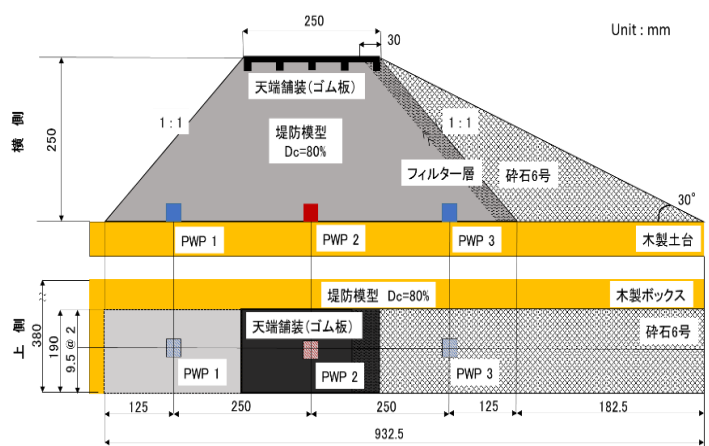 250
Unit : mm
30
天端舗装(ゴム板)
横 側
250
1 : 1
堤防模型
Dc=80%
1 : 1
フィルター層
砕石6号
30°
PWP 1
PWP 2
PWP 3
木製土台
上 側
380
190
9.5 @ 2
堤防模型 Dc=80%
木製ボックス
天端舗装(ゴム板)
砕石6号
PWP 1
PWP 2
PWP 3
125
250
250
125
182.5
932.5